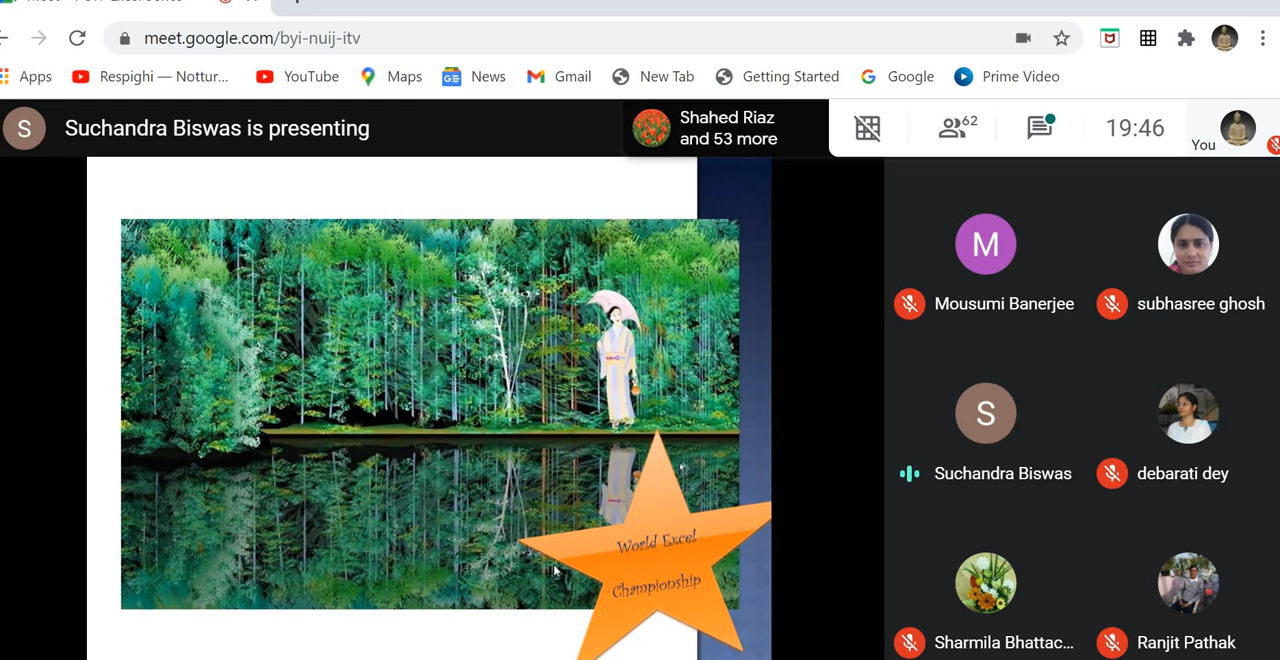 meet.google.com/byi-nuij-itv
Apps
Respighi — Nottur...
YouTube
Maps
News
Gmail
New Tab
Getting Started
Google
Prime Video
S
Suchandra Biswas is presenting
Shahed Riaz
and 53 more
62
19:46
You
M
Mousumi Banerjee
subhasree ghosh
S
Suchandra Biswas
debarati dey
Sharmila Bhattac...
Ranjit Pathak
World Excel
Championship